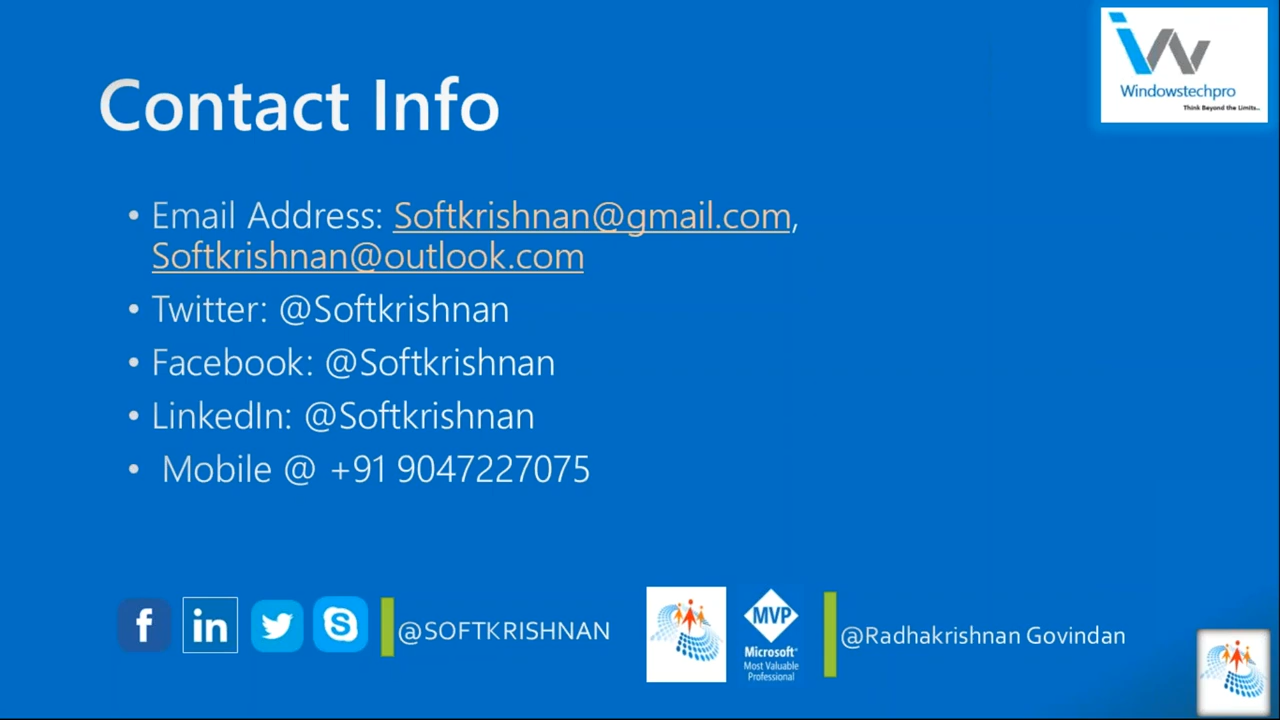 Windowstechpro
Think Beyond the Limits...
Contact Info
• Email Address: Softkrishnan@gmail.com,
Softkrishnan@outlook.com
• Twitter: @Softkrishnan
• Facebook: @Softkrishnan
• LinkedIn: @Softkrishnan
• Mobile @ +91 9047227075
@SOFTKRISHNAN
MVP
Microsoft®
Most Valuable
Professional
@Radhakrishnan Govindan